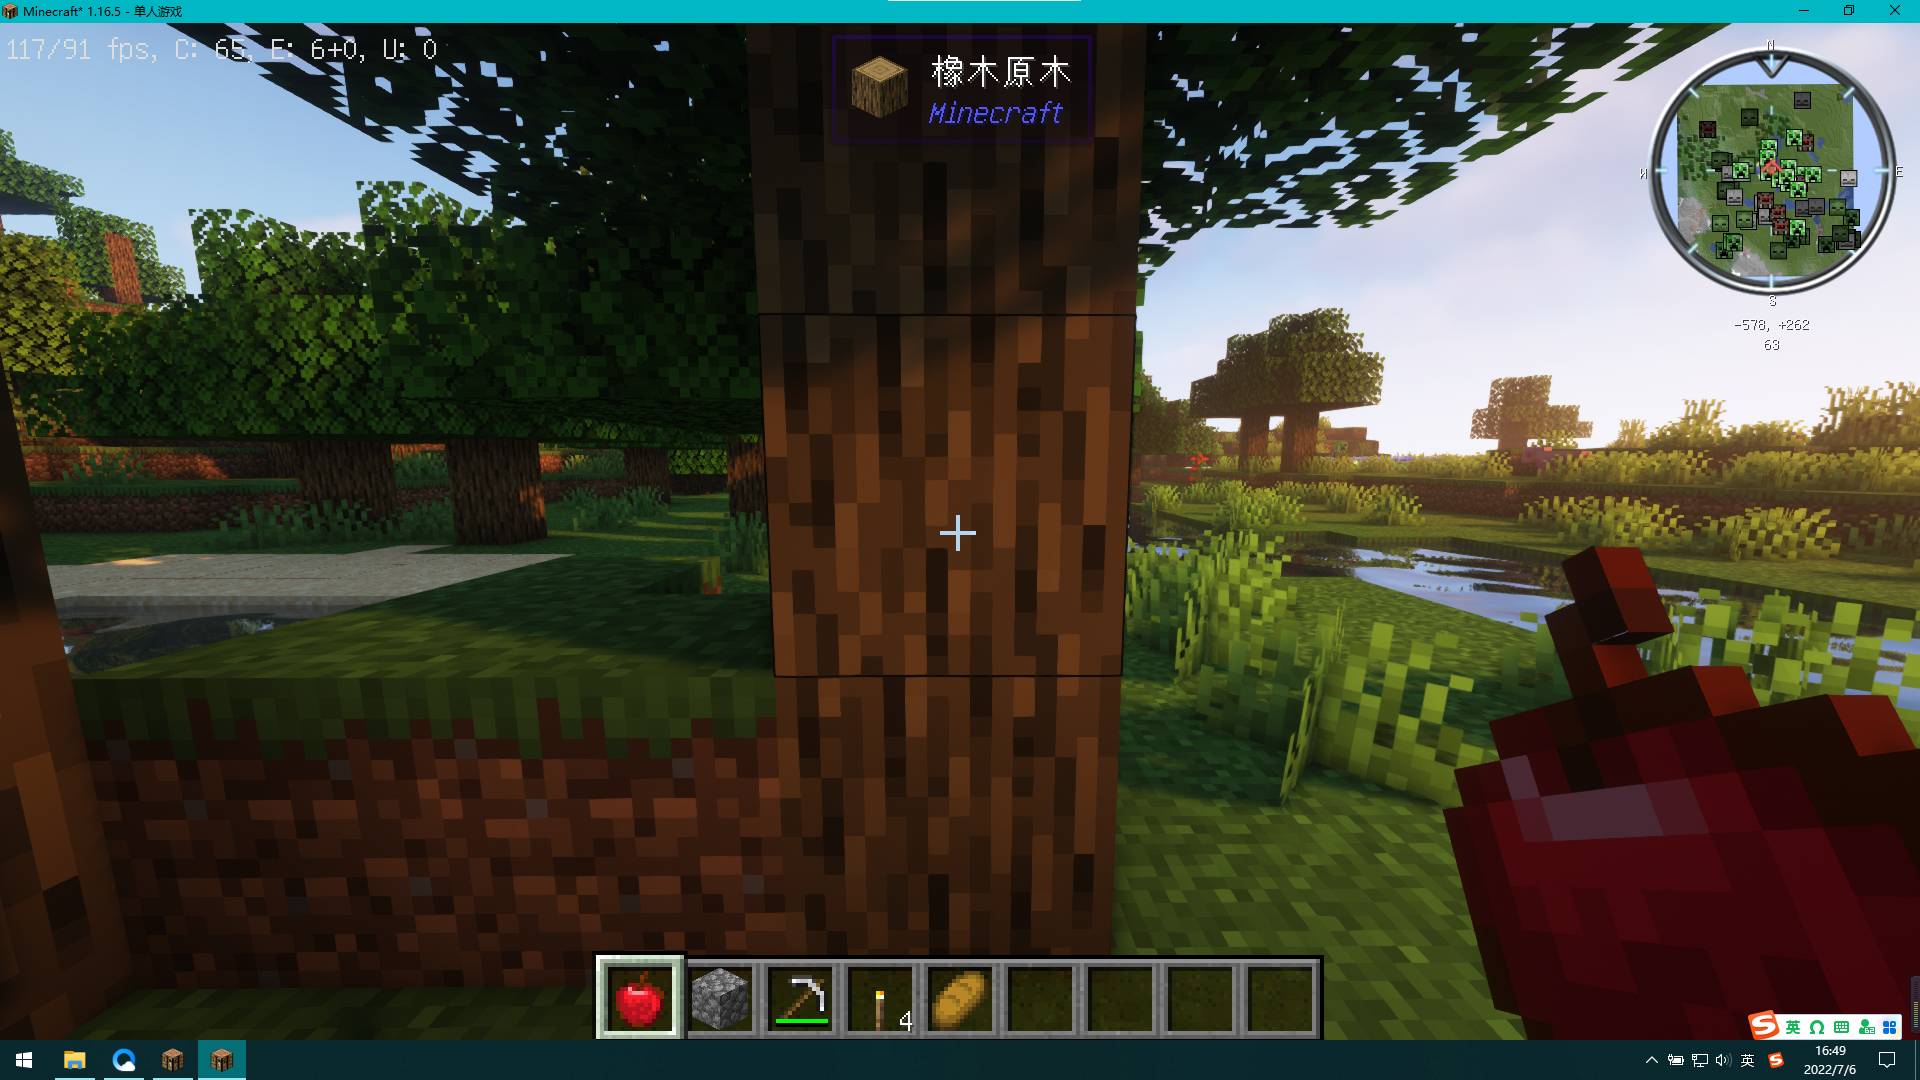 Minecraft* 1.16.5 - 单人游戏
117/91 fps, C: 65, E: 6+0, U: 0
橡木原木
Minecraft
N
W
E
S
-578, +262
63
4
英
英
16:49
2022/7/6